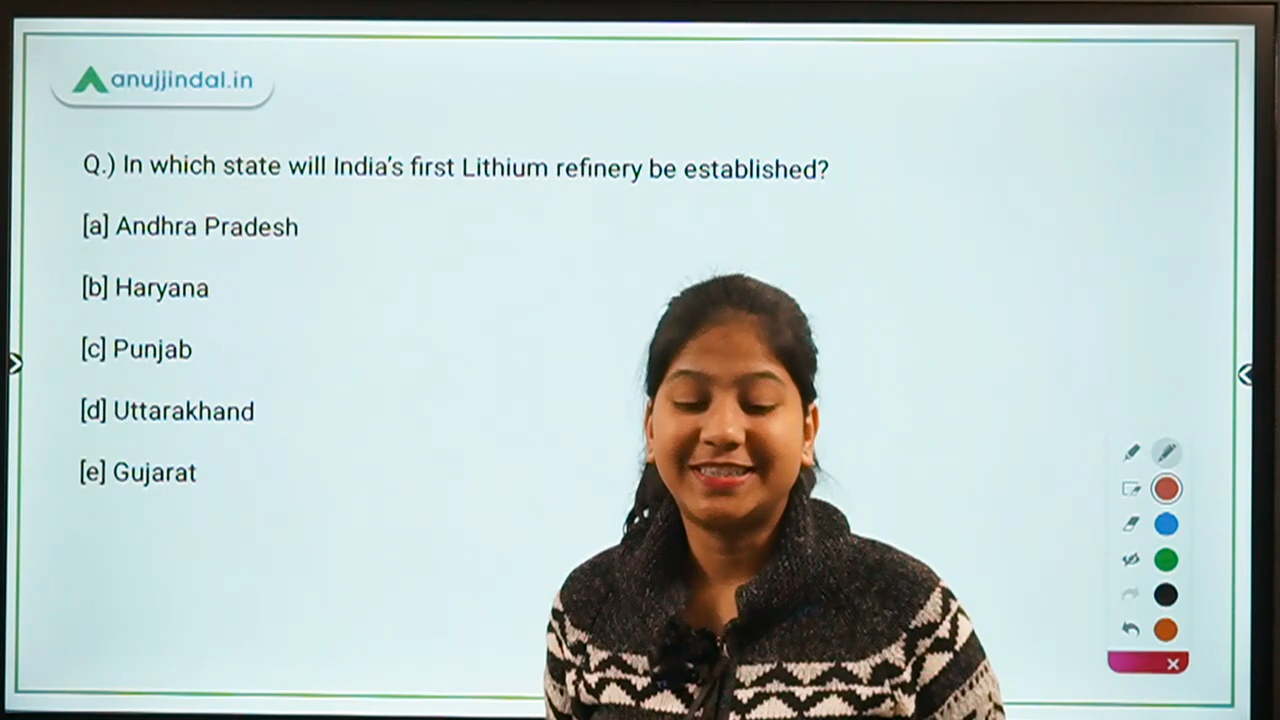 anujjindal.in
Q.) In which state will India's first Lithium refinery be established?
[a] Andhra Pradesh
[b] Haryana
[c] Punjab
[d] Uttarakhand
[e] Gujarat